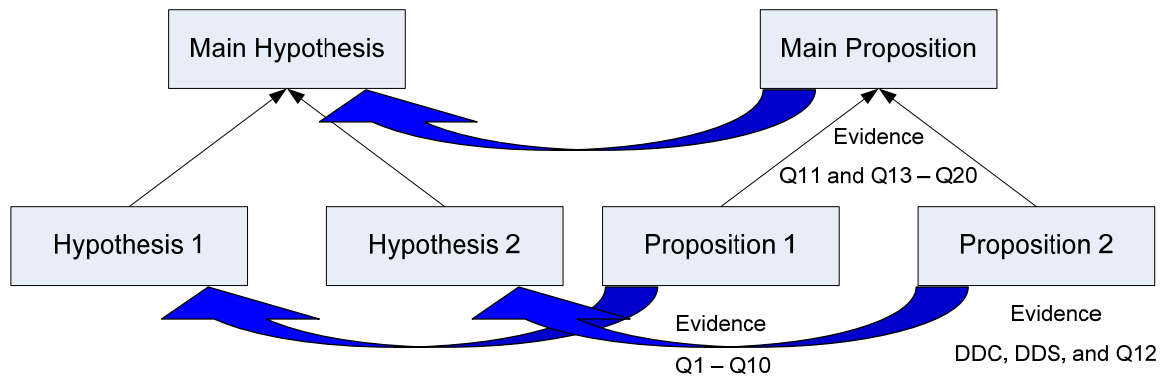 Main Hypothesis
Main Proposition
Evidence
Q11 and Q13 – Q20
Hypothesis 1
Hypothesis 2
Proposition 1
Proposition 2
Evidence
Q1 – Q10
Evidence
DDC, DDS, and Q12